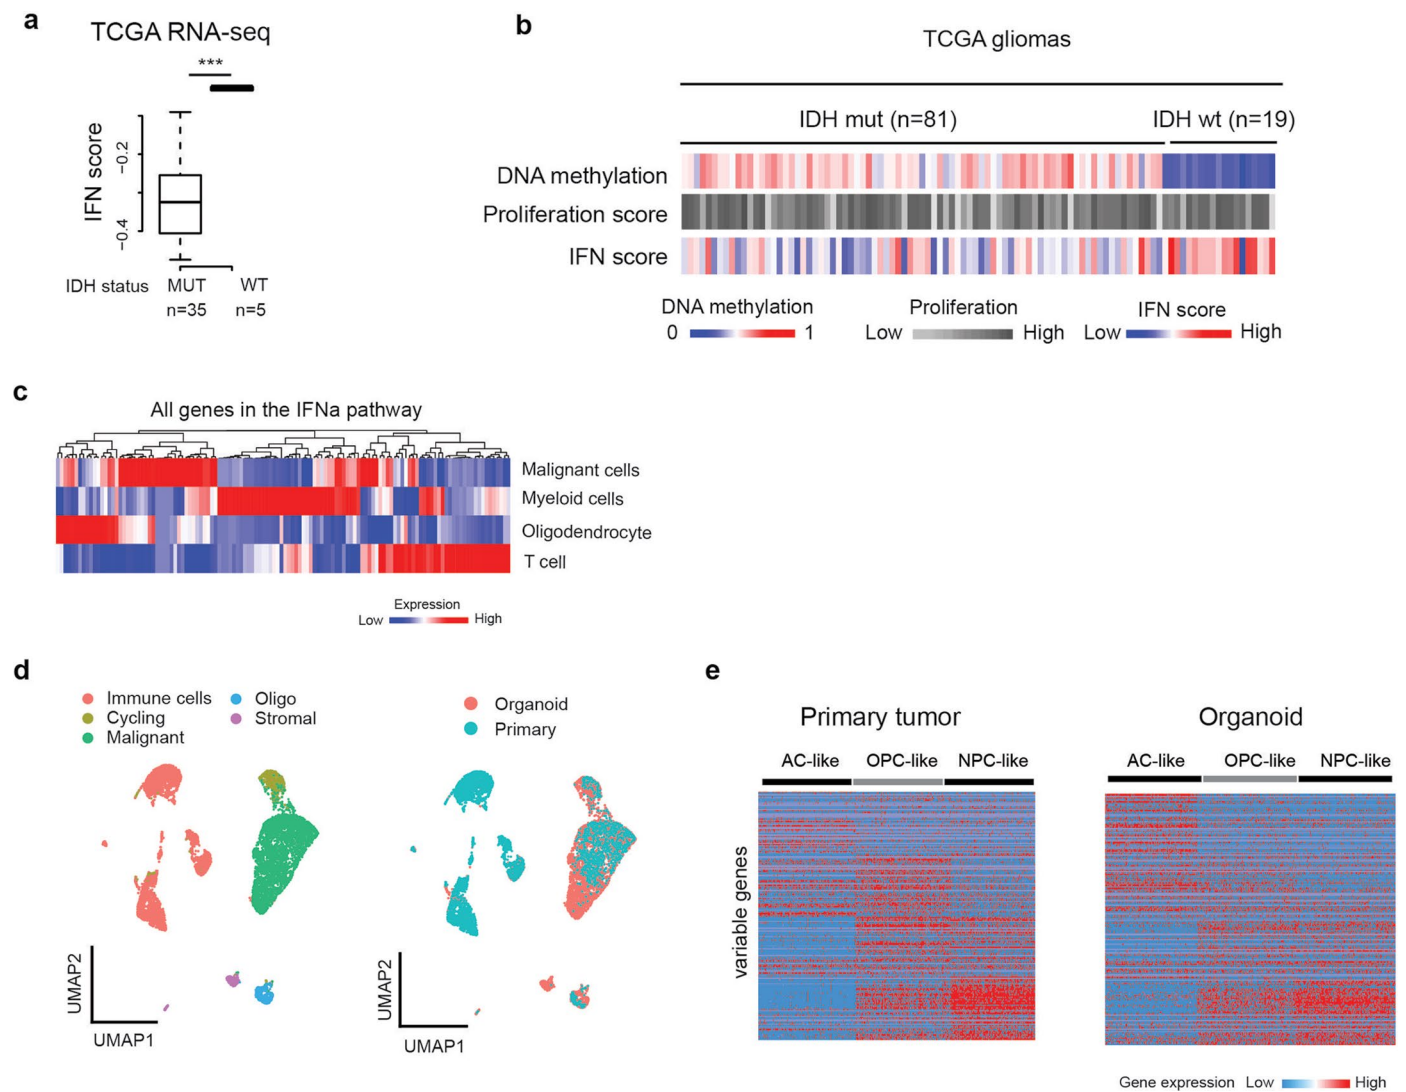 a
TCGA RNA-seq
***
IFN score
-0.2
-0.4
IDH status
MUT
WT
n=35
n=5
b
TCGA gliomas
IDH mut (n=81)
IDH wt (n=19)
DNA methylation
Proliferation score
IFN score
DNA methylation
0
1
Proliferation
Low
High
IFN score
Low
High
c
All genes in the IFNa pathway
Malignant cells
Myeloid cells
Oligodendrocyte
T cell
Expression
Low
High
d
Immune cells
Cycling
Malignant
Oligo
Stromal
UMAP2
UMAP1
Organoid
Primary
UMAP2
UMAP1
e
Primary tumor
AC-like
OPC-like
NPC-like
variable genes
Organoid
AC-like
OPC-like
NPC-like
Gene expression
Low
High